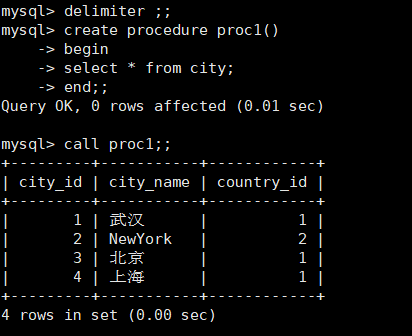 mysql> delimiter ;;
mysql> create procedure proc1()
    -> begin
    -> select * from city;
    -> end;;
Query OK, 0 rows affected (0.01 sec)

mysql> call proc1;;
+---------+-----------+------------+
| city_id | city_name | country_id |
+---------+-----------+------------+
|       1 | 武汉      |          1 |
|       2 | NewYork   |          2 |
|       3 | 北京      |          1 |
|       4 | 上海      |          1 |
+---------+-----------+------------+
4 rows in set (0.00 sec)